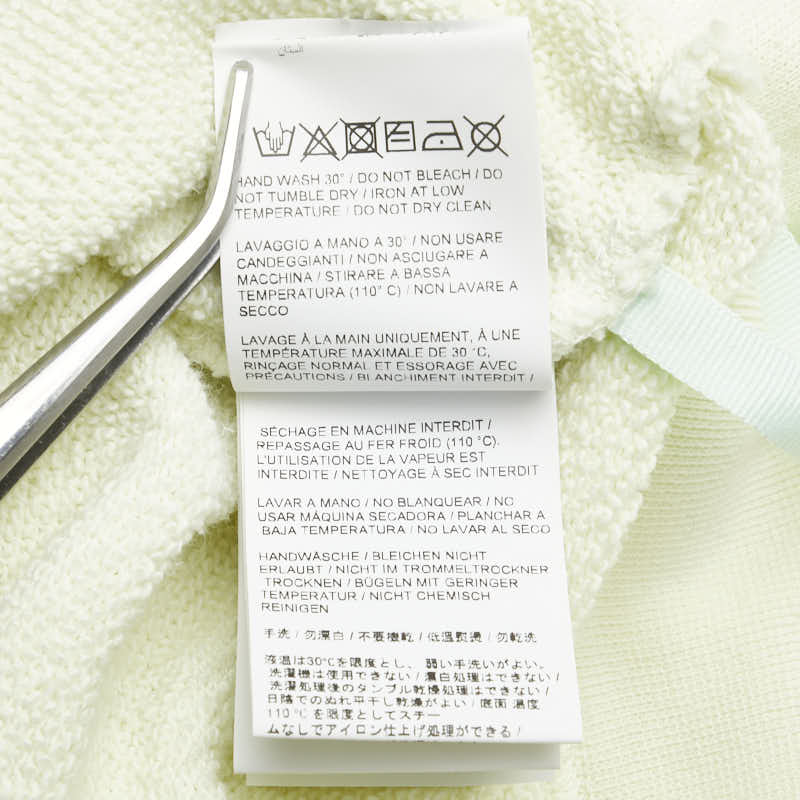 HAND WASH 30° / DO NOT BLEACH / DO
NOT TUMBLE DRY / IRON AT LOW
TEMPERATURE / DO NOT DRY CLEAN
LAVAGGIO A MANO A 30° / NON USARE
CANDEGGIANTI / NON ASCIUGARE A
MACCHINA / STIRARE A BASSA
TEMPERATURA (110° C) / NON LAVARE A
SECCO
LAVAGE À LA MAIN UNIQUEMENT, À UNE
TEMPÉRATURE MAXIMALE DE 30 °C,
RINÇAGE NORMAL ET ESSORAGE AVEC
PRÉCAUTIONS / BLANCHIMENT INTERDIT /
SÉCHAGE EN MACHINE INTERDIT /
REPASSAGE AU FER FROID (110 °C).
L'UTILISATION DE LA VAPEUR EST
INTERDITE / NETTOYAGE À SEC INTERDIT
LAVAR A MANO / NO BLANQUEAR / NO
USAR MÁQUINA SECADORA / PLANCHAR A
BAJA TEMPERATURA / NO LAVAR AL SECO
HANDWÄSCHE / BLEICHEN NICHT
ERLAUBT / NICHT IM TROMMELTROCKNER
TROCKNEN / BÜGELN MIT GERINGER
TEMPERATUR / NICHT CHEMISCH
REINIGEN
手洗 / 勿漂白 / 不要機乾 / 低溫熨燙 / 勿乾洗
液温は30℃を限度とし、弱い手洗いがよい。
洗濯機は使用できない / 漂白処理はできない /
洗濯処理後のタンブル乾燥処理はできない /
日陰でのぬれ平干し乾燥がよい / 底面 温度
110 ℃ を限度としてスチー
ムなしでアイロン仕上げ処理ができる /